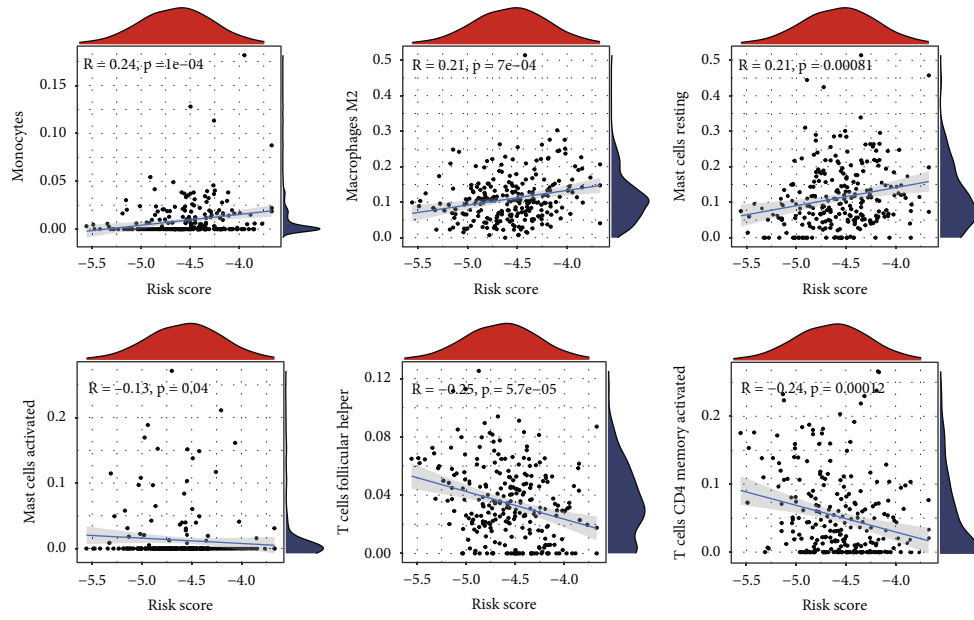 R = 0.24, p = 1e−04
Monocytes
0.15
0.10
0.05
0.00
−5.5 −5.0 −4.5 −4.0
Risk score
R = 0.21, p = 7e−04
Macrophages M2
0.5
0.4
0.3
0.2
0.1
0.0
−5.5 −5.0 −4.5 −4.0
Risk score
R = 0.21, p = 0.00081
Mast cells resting
0.5
0.4
0.3
0.2
0.1
0.0
−5.5 −5.0 −4.5 −4.0
Risk score
R = −0.13, p = 0.04
Mast cells activated
0.2
0.1
0.0
−5.5 −5.0 −4.5 −4.0
Risk score
R = −0.25, p = 5.7e−05
T cells follicular helper
0.12
0.08
0.04
0.00
−5.5 −5.0 −4.5 −4.0
Risk score
R = −0.24, p = 0.00012
T cells CD4 memory activated
0.2
0.1
0.0
−5.5 −5.0 −4.5 −4.0
Risk score